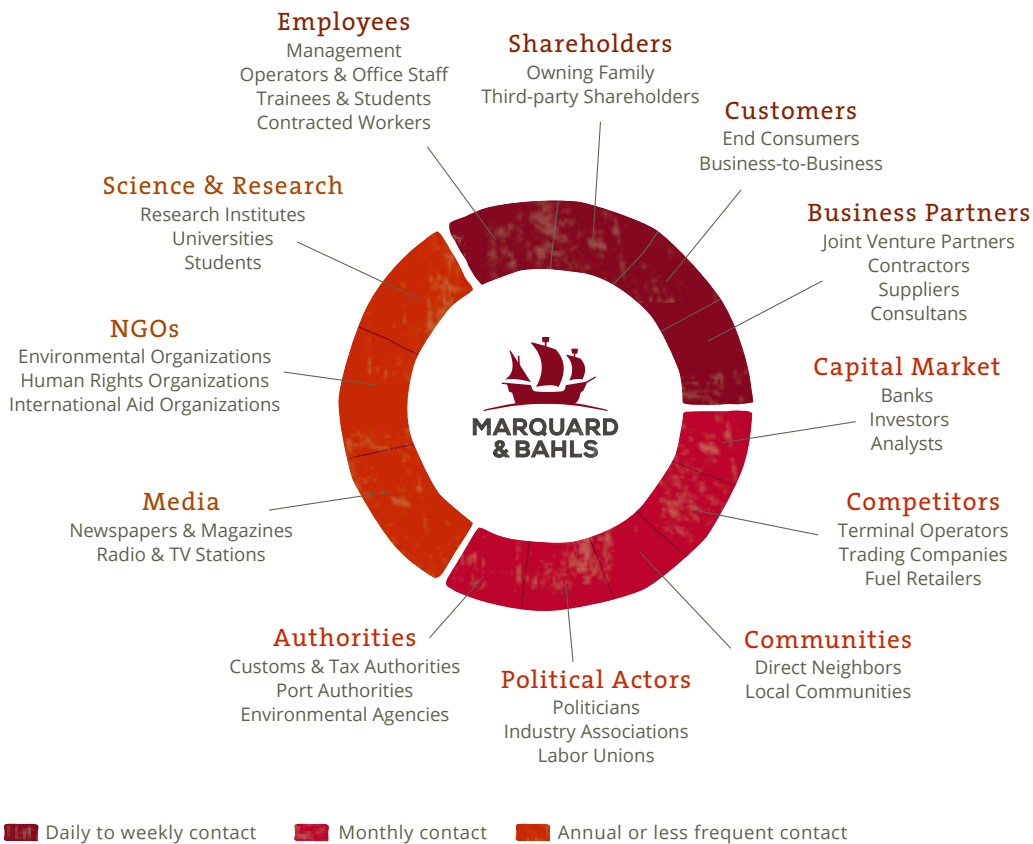 Employees
Management
Operators & Office Staff
Trainees & Students
Contracted Workers
Shareholders
Owning Family
Third-party Shareholders
Customers
End Consumers
Business-to-Business
Business Partners
Joint Venture Partners
Contractors
Suppliers
Consultans
Capital Market
Banks
Investors
Analysts
Competitors
Terminal Operators
Trading Companies
Fuel Retailers
Communities
Direct Neighbors
Local Communities
Political Actors
Politicians
Industry Associations
Labor Unions
Authorities
Customs & Tax Authorities
Port Authorities
Environmental Agencies
Media
Newspapers & Magazines
Radio & TV Stations
NGOs
Environmental Organizations
Human Rights Organizations
International Aid Organizations
Science & Research
Research Institutes
Universities
Students
MARQUARD
& BAHLS
Daily to weekly contact
Monthly contact
Annual or less frequent contact